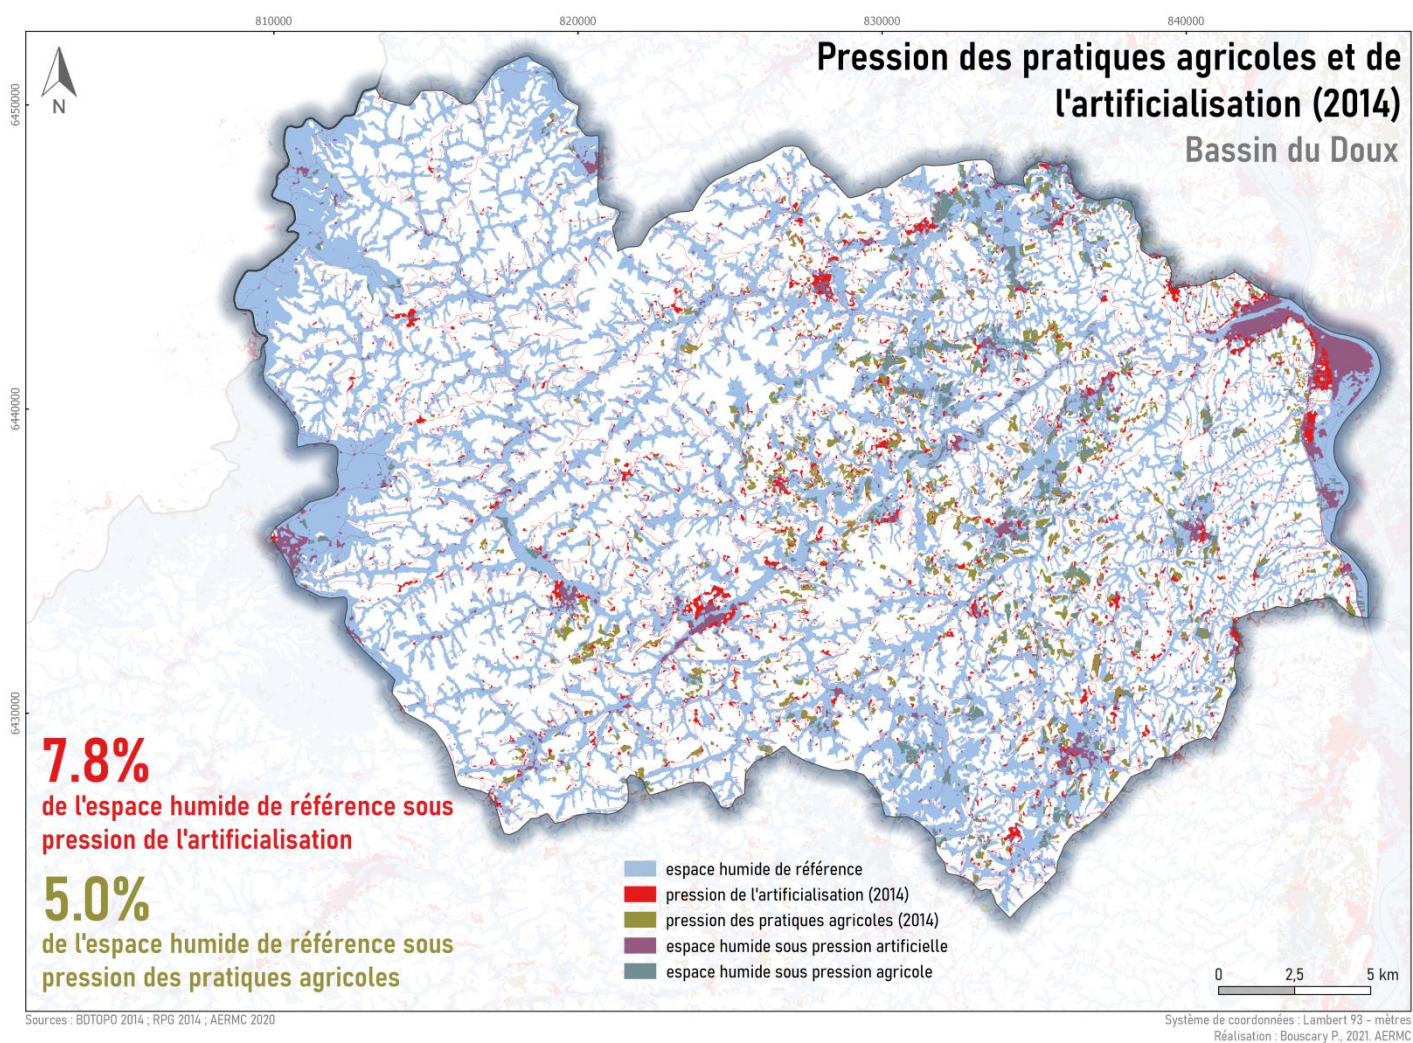 810000
820000
830000
840000
Pression des pratiques agricoles et de
l'artificialisation (2014)
Bassin du Doux
N
6450000
6440000
6430000
7.8%
de l'espace humide de référence sous
pression de l'artificialisation
5.0%
de l'espace humide de référence sous
pression des pratiques agricoles
espace humide de référence
pression de l'artificialisation (2014)
pression des pratiques agricoles (2014)
espace humide sous pression artificielle
espace humide sous pression agricole
0 2,5 5 km
Sources : BDTOPO 2014 ; RPG 2014 ; AERMC 2020
Système de coordonnées : Lambert 93 - mètres
Réalisation : Bouscary P., 2021. AERMC